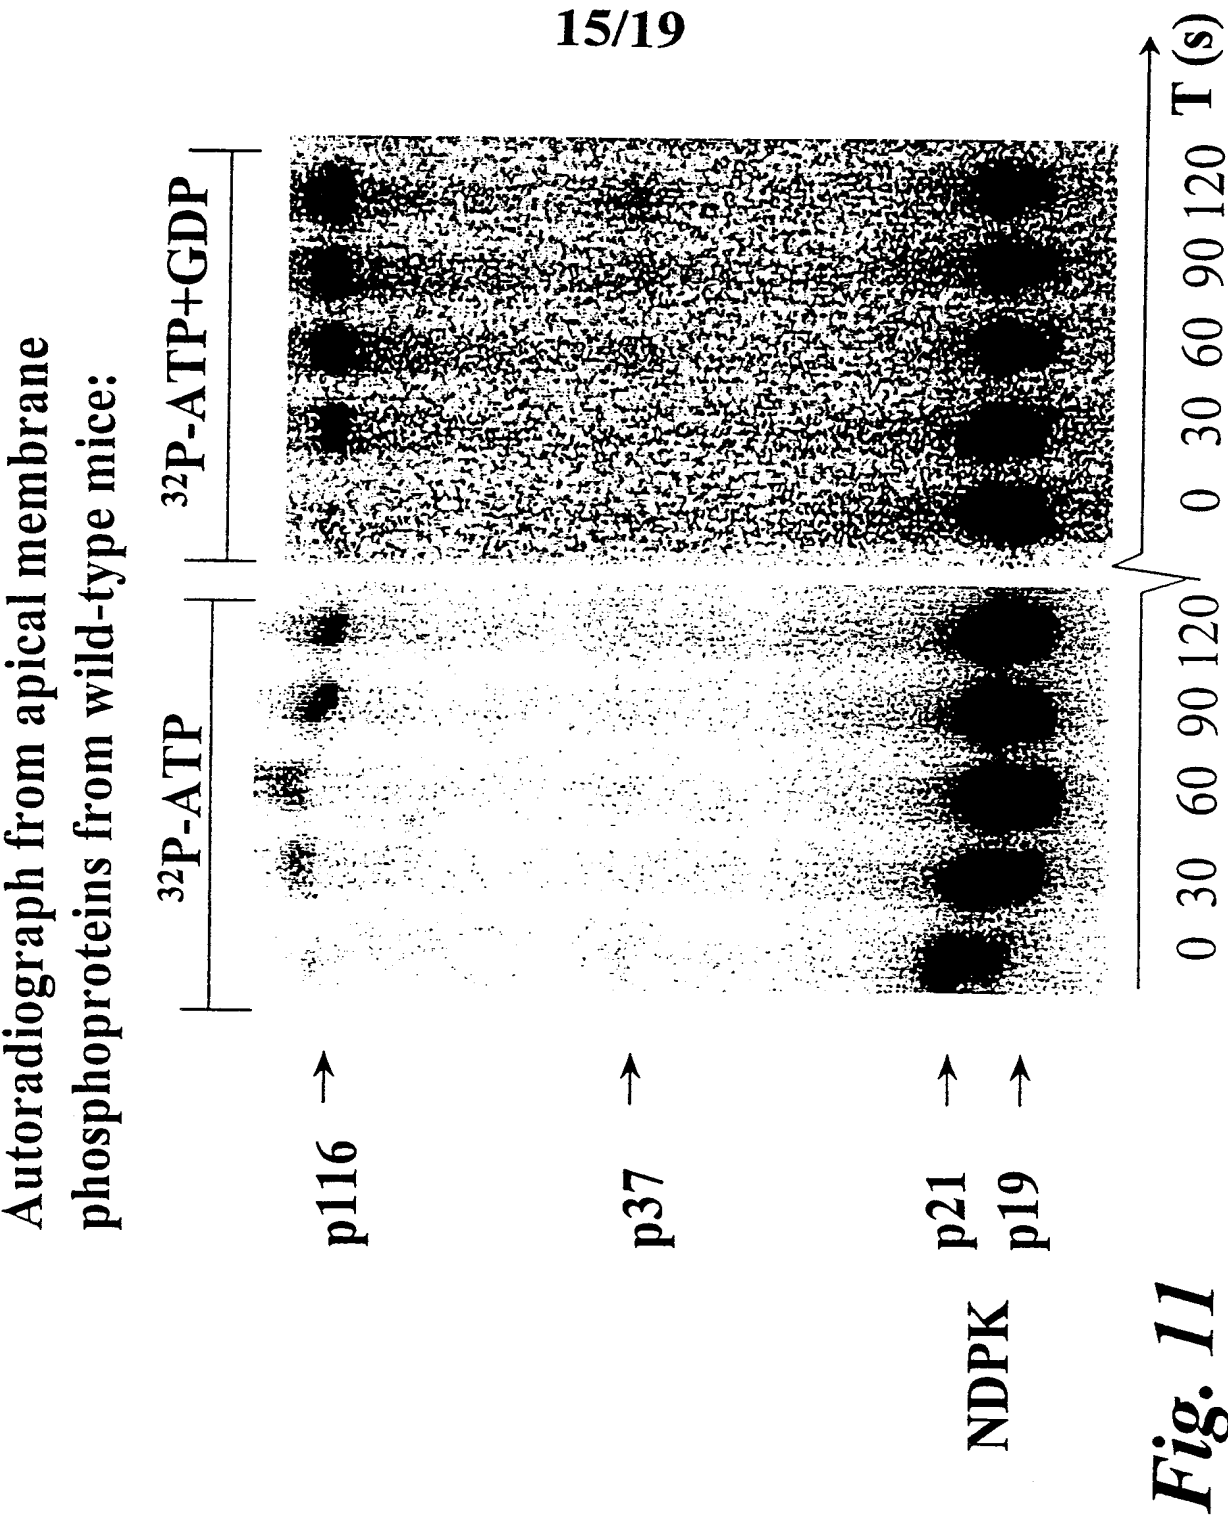 15/19
Autoradiograph from apical membrane
phosphoproteins from wild-type mice:
³²P-ATP
³²P-ATP+GDP
p116
p37
p21
NDPK
p19
0 30 60 90 120 0 30 60 90 120 T (s)
Fig. 11